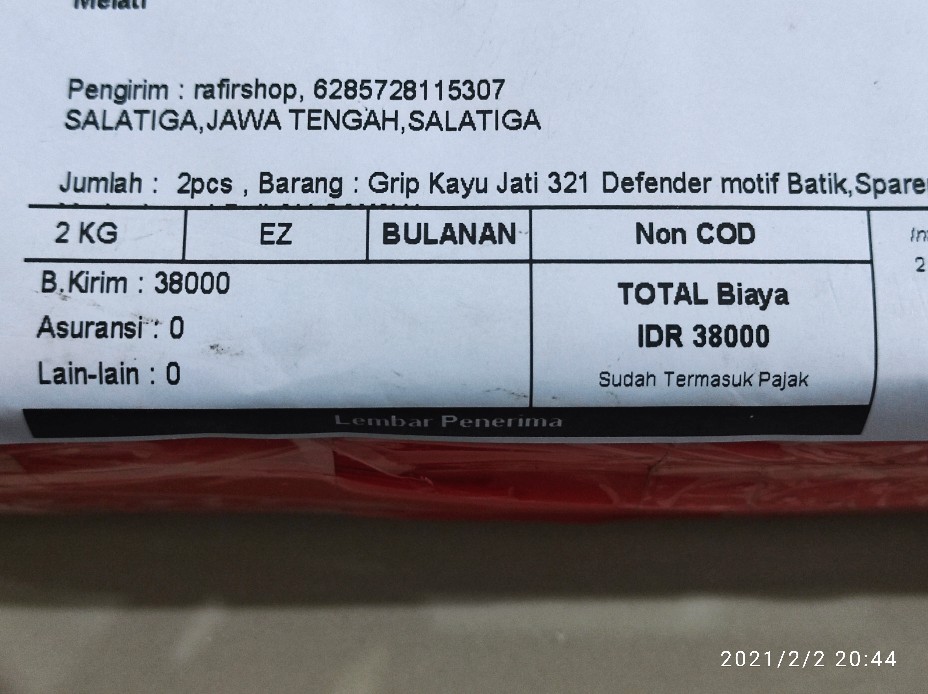 Melati
Pengirim : rafirshop, 6285728115307
SALATIGA,JAWA TENGAH,SALATIGA
Jumlah : 2pcs , Barang : Grip Kayu Jati 321 Defender motif Batik,Spare
2 KG EZ BULANAN Non COD
B.Kirim : 38000
Asuransi : 0
Lain-lain : 0
TOTAL Biaya
IDR 38000
Sudah Termasuk Pajak
2
Lembar Penerima
2021/2/2 20:44